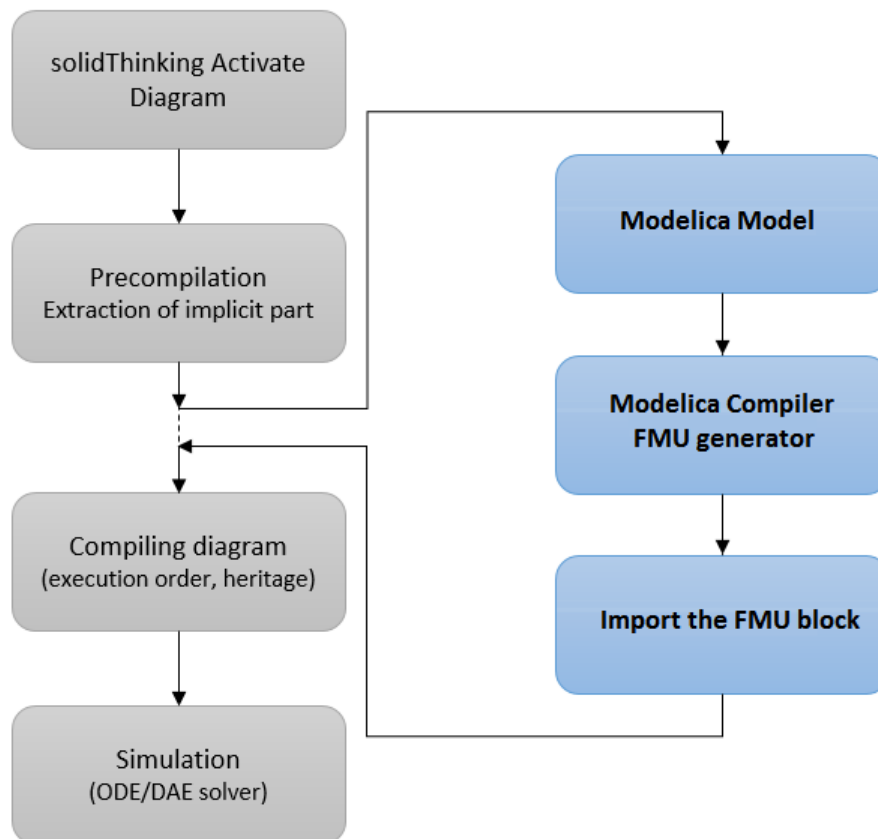 solidThinking Activate
Diagram
Precompilation
Extraction of implicit part
Modelica Model
Modelica Compiler
FMU generator
Import the FMU block
Compiling diagram
(execution order, heritage)
Simulation
(ODE/DAE solver)